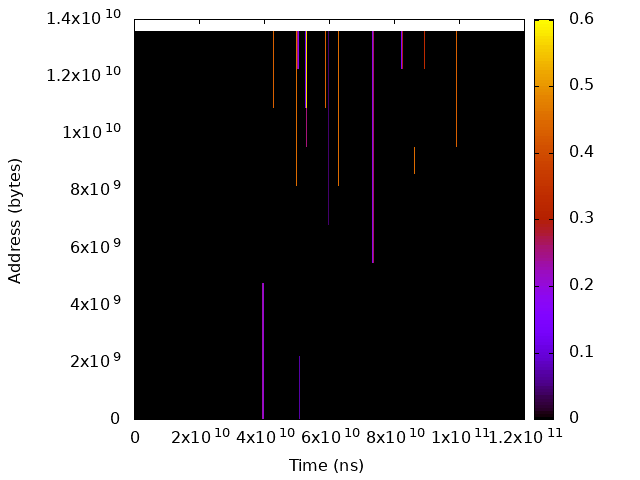 1.4x10 10
1.2x10 10
1x10 10
8x10 9
6x10 9
4x10 9
2x10 9
0
Address (bytes)
0 2x10 10 4x10 10 6x10 10 8x10 10 1x10 11 1.2x10 11
Time (ns)
0.6
0.5
0.4
0.3
0.2
0.1
0